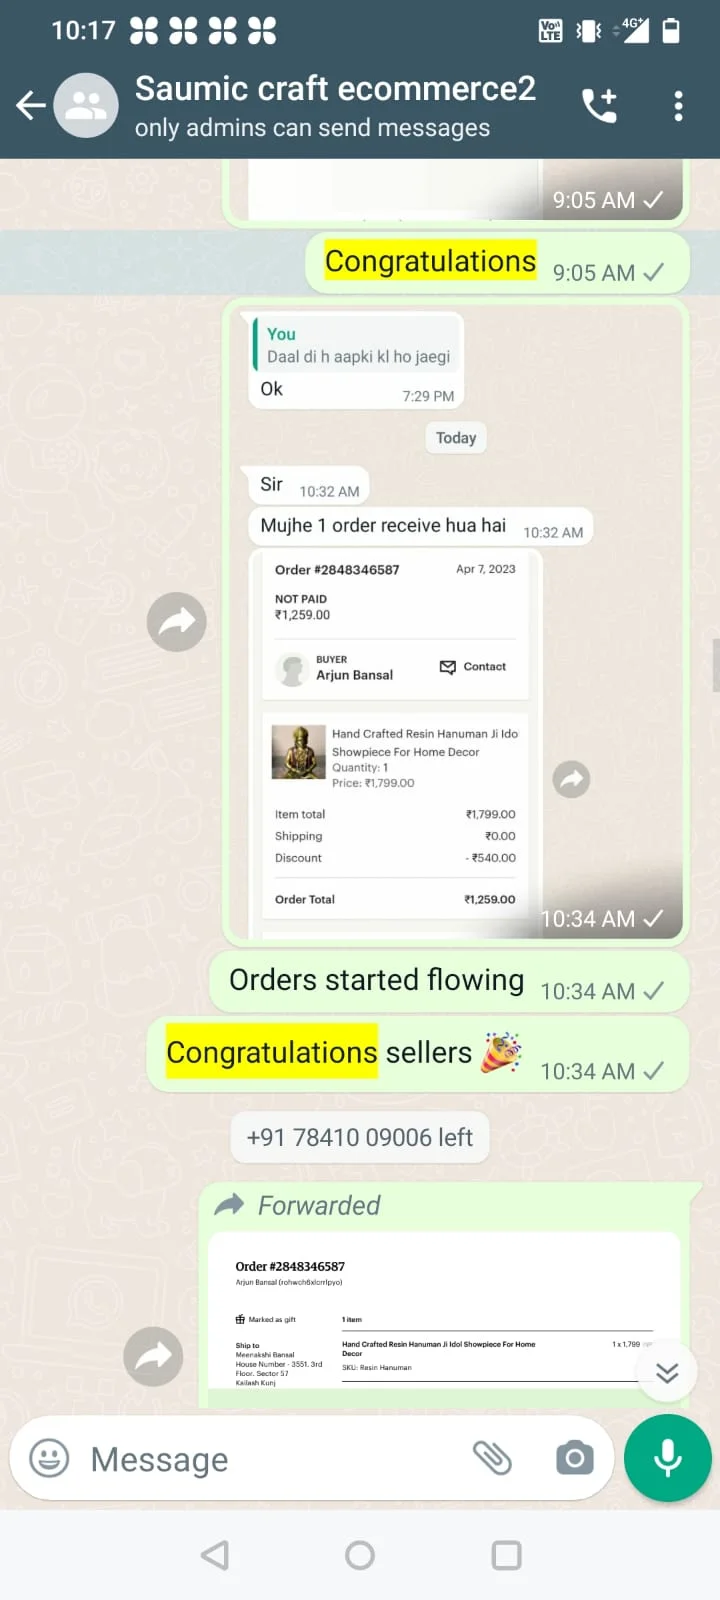 10:17
Vo LTE 4G+
Saumic craft ecommerce2
only admins can send messages
9:05 AM
Congratulations 9:05 AM
You
Daal di h aapki kl ho jaegi
Ok 7:29 PM
Today
Sir 10:32 AM
Mujhe 1 order receive hua hai 10:32 AM
Order #2848346587 Apr 7, 2023
NOT PAID
₹1,259.00
BUYER
Arjun Bansal Contact
Hand Crafted Resin Hanuman Ji Ido
Showpiece For Home Decor
Quantity: 1
Price: ₹1,799.00
Item total ₹1,799.00
Shipping ₹0.00
Discount - ₹540.00
Order Total ₹1,259.00
10:34 AM
Orders started flowing 10:34 AM
Congratulations sellers 🎉 10:34 AM
+91 78410 09006 left
Forwarded
Order #2848346587
Arjun Bansal (rohwch6xlcrrlpyo)
Marked as gift 1 item
Ship to
Meenakshi Bansal
House Number - 3551, 3rd
Floor, Sector 57
Kailash Kunj
Hand Crafted Resin Hanuman Ji Idol Showpiece For Home 1 x 1,799
Decor
SKU: Resin Hanuman
Message